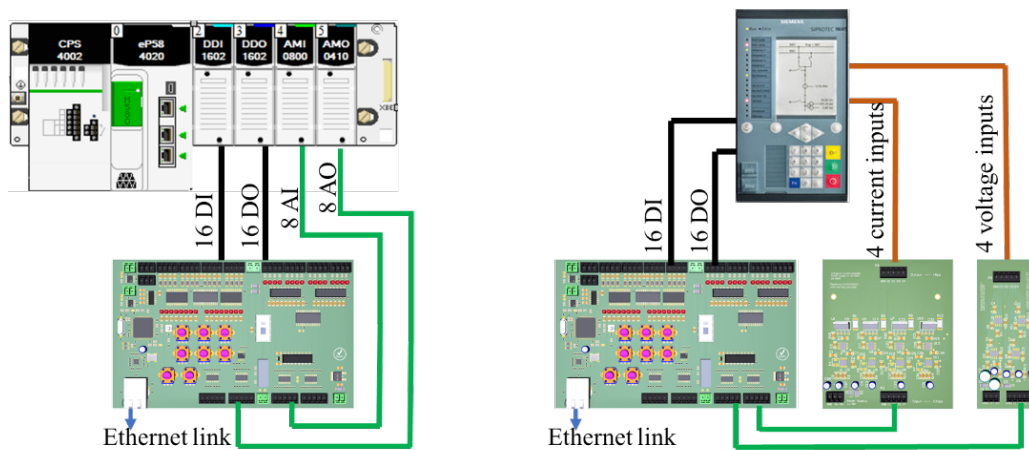 CPS
4002
0
eP58
4020
2
DDI
1602
3
DDO
1602
4
AMI
0800
5
AMO
0410
16 DI
16 DO
8 AI
8 AO
Ethernet link
SIEMENS
SIPROTEC
16 DI
16 DO
4 current inputs
4 voltage inputs
Ethernet link